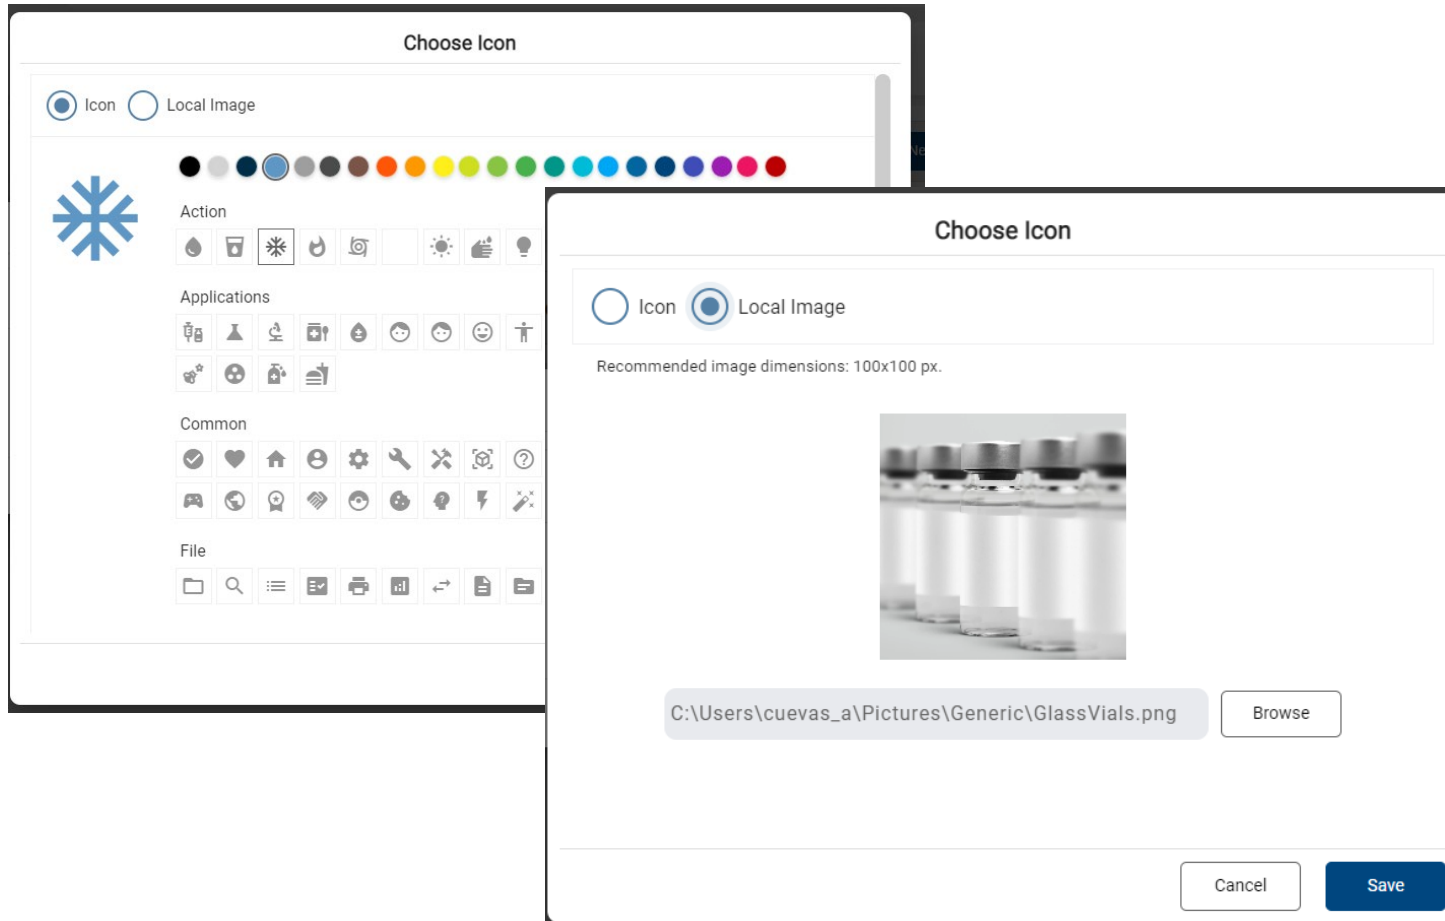 Choose Icon
Icon
Local Image
Ne
Action
Applications
Common
File
Choose Icon
Icon
Local Image
Recommended image dimensions: 100x100 px.
C:\Users\cuevas_a\Pictures\Generic\GlassVials.png
Browse
Cancel
Save